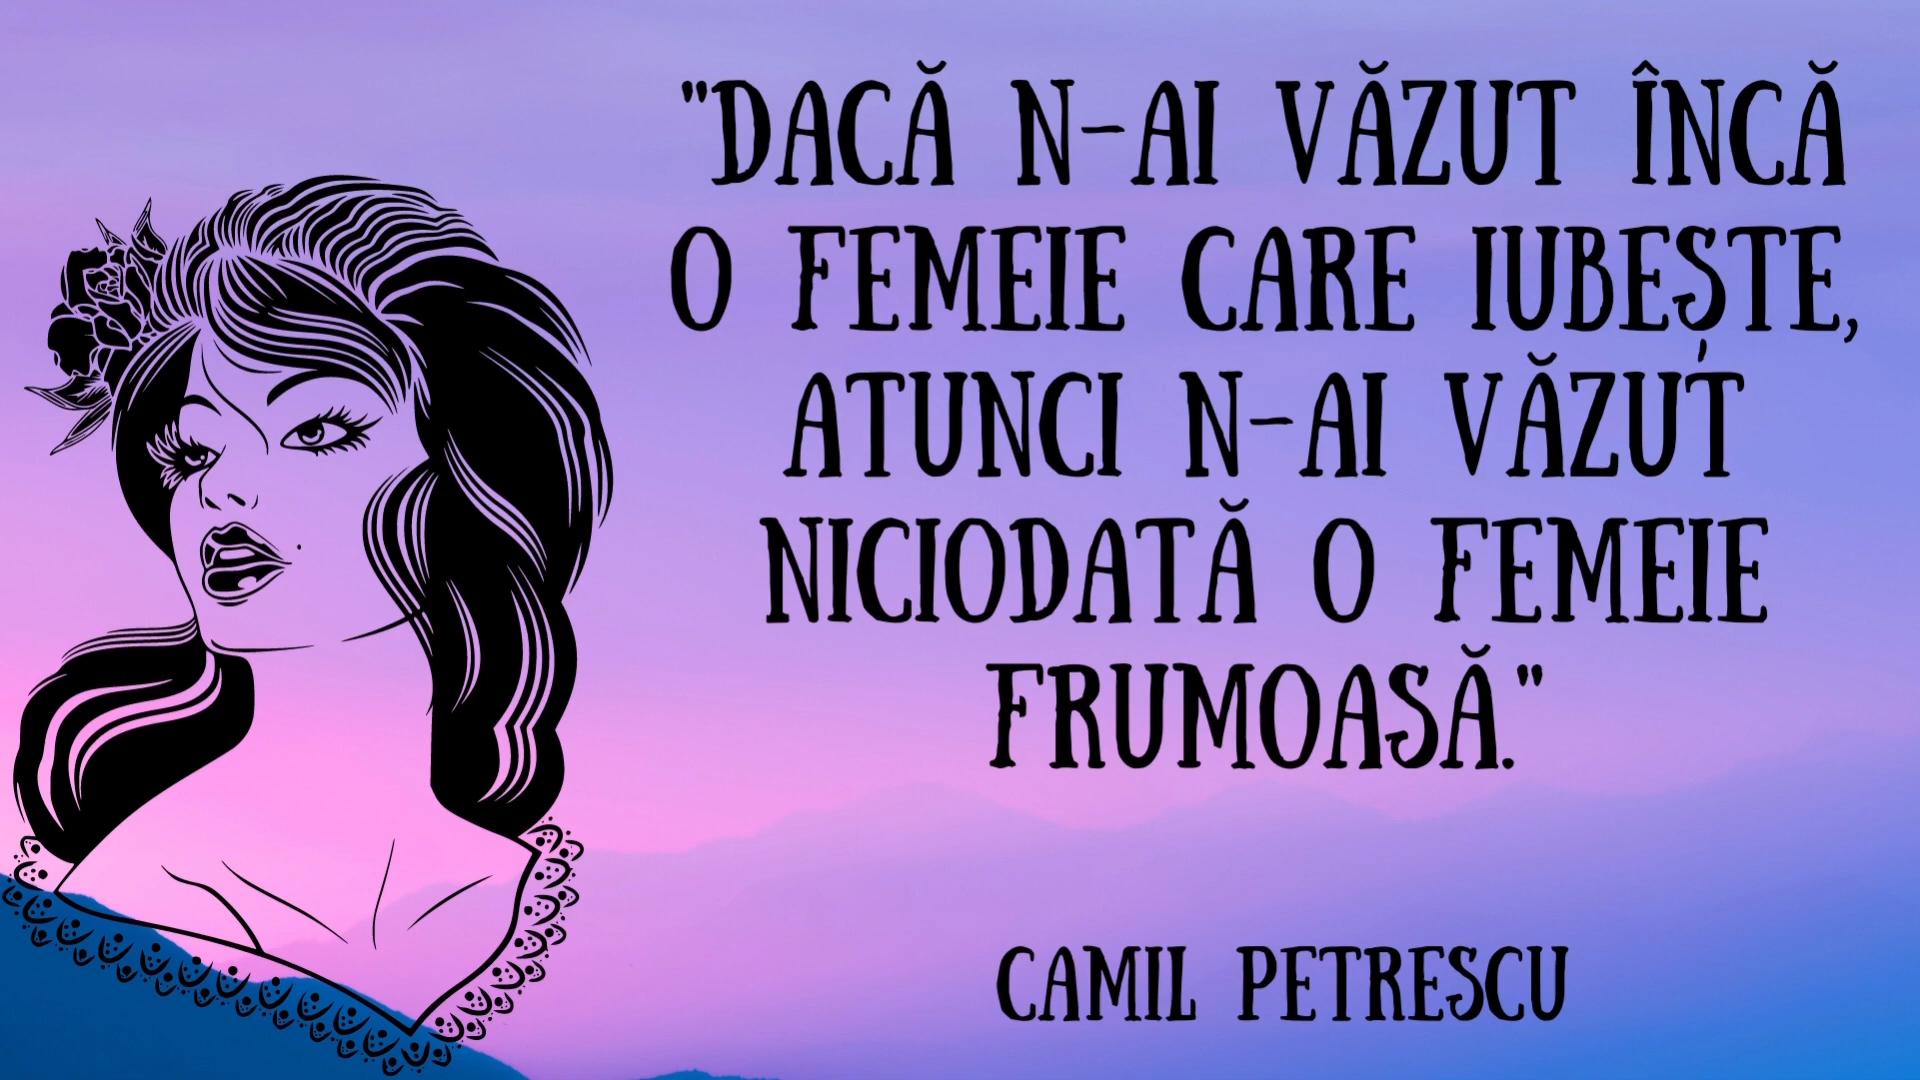 "DACĂ N-AI VĂZUT ÎNCĂ
O FEMEIE CARE IUBEȘTE,
ATUNCI N-AI VĂZUT
NICIODATĂ O FEMEIE
FRUMOASĂ."
CAMIL PETRESCU